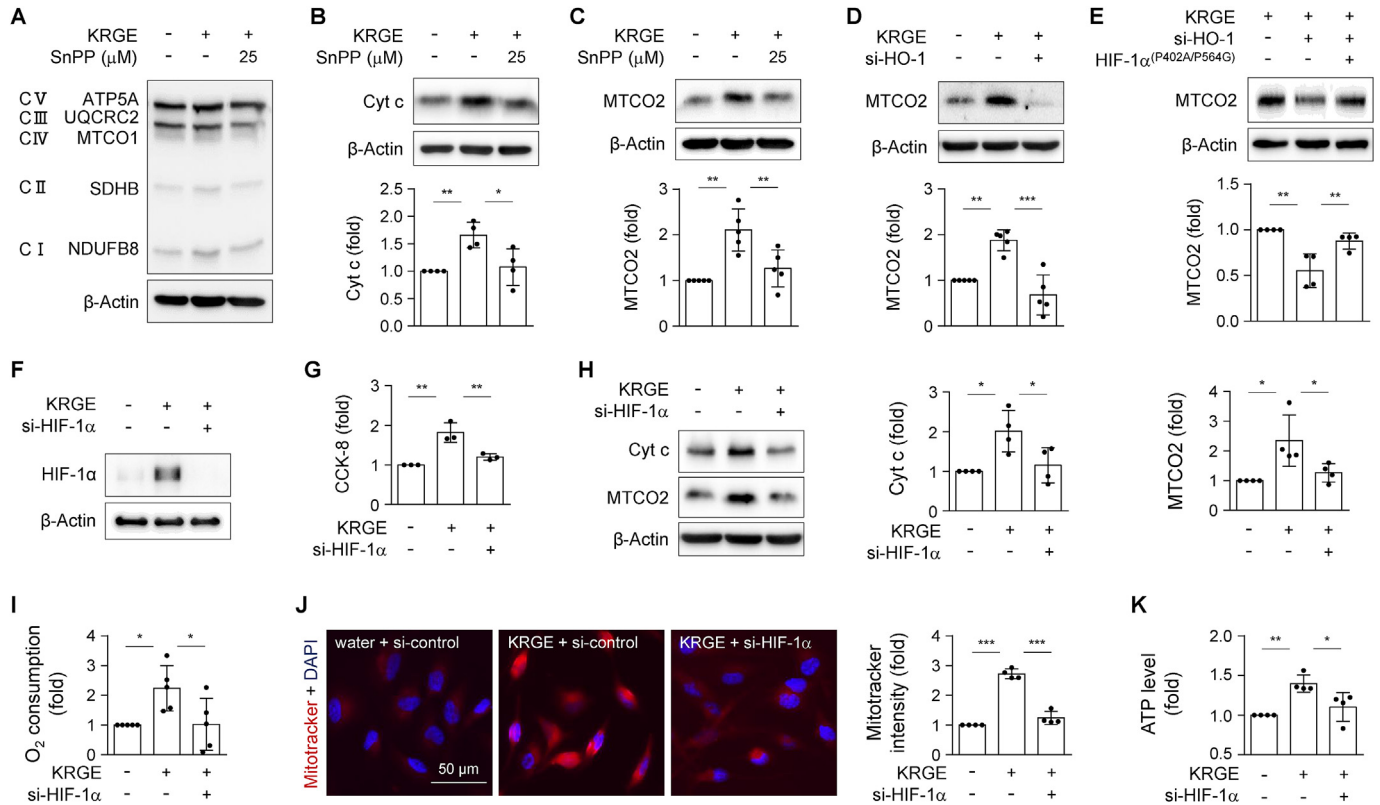 A
KRGE - + +
SnPP (μM) 25
C Ⅴ ATP5A
C Ⅲ UQCRC2
C Ⅳ MTCO1
C Ⅱ SDHB
C Ⅰ NDUFB8
β-Actin
B
KRGE - + +
SnPP (μM) - - 25
Cyt c
β-Actin
Cyt c (fold)
2.5
2.0
1.5
1.0
0.5
0.0
** *
C
KRGE - + +
SnPP (μM) - - 25
MTCO2
β-Actin
MTCO2 (fold)
3
2
1
0
** **
D
KRGE - + +
si-HO-1 - - +
MTCO2
β-Actin
MTCO2 (fold)
3
2
1
0
** ***
E
KRGE + + +
si-HO-1 - + +
HIF-1α(P402A/P564G) - - +
MTCO2
β-Actin
MTCO2 (fold)
1.5
1.0
0.5
0.0
** **
F
KRGE - + +
si-HIF-1α - - +
HIF-1α
β-Actin
G
CCK-8 (fold)
3
2
1
0
** **
KRGE - + +
si-HIF-1α - - +
H
KRGE - + +
si-HIF-1α - - +
Cyt c
MTCO2
β-Actin
Cyt c (fold)
3
2
1
0
* *
KRGE - + +
si-HIF-1α - - +
MTCO2 (fold)
4
3
2
1
0
* *
KRGE - + +
si-HIF-1α - - +
I
O2 consumption
(fold)
4
3
2
1
0
* *
KRGE - + +
si-HIF-1α - - +
J
Mitotracker + DAPI
water + si-control
KRGE + si-control
KRGE + si-HIF-1α
50 μm
Mitotracker
intensity (fold)
4
3
2
1
0
*** ***
KRGE - + +
si-HIF-1α - - +
K
ATP level
(fold)
2.0
1.5
1.0
0.5
** *
KRGE - + +
si-HIF-1α - - +